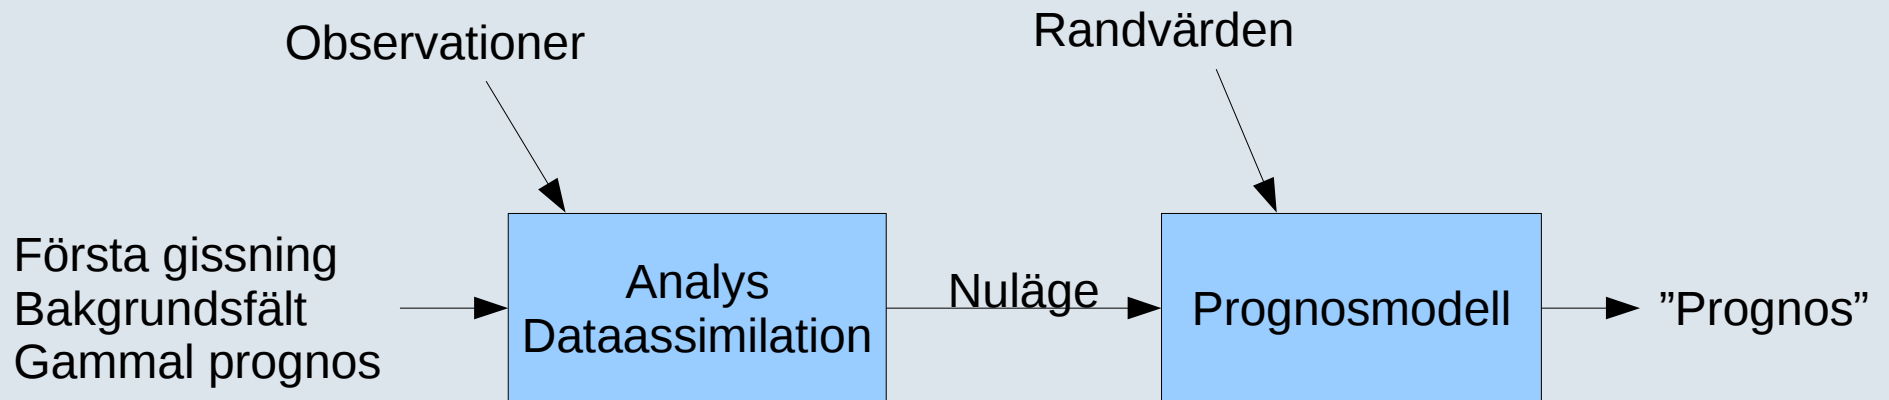 Observationer
Randvärden
Första gissning
Bakgrundsfält
Gammal prognos
Analys
Dataassimilation
Nuläge
Prognosmodell
”Prognos”